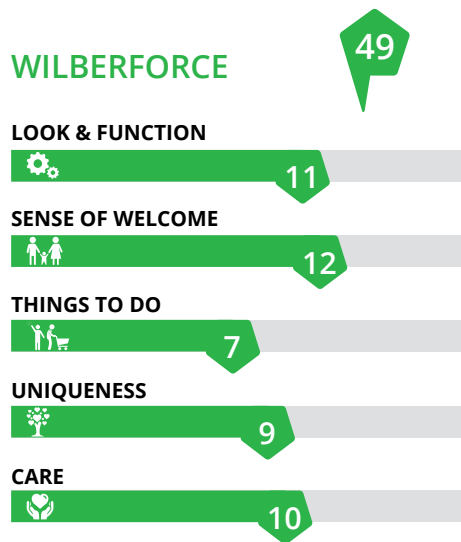 WILBERFORCE
49
LOOK & FUNCTION
11
SENSE OF WELCOME
12
THINGS TO DO
7
UNIQUENESS
9
CARE
10